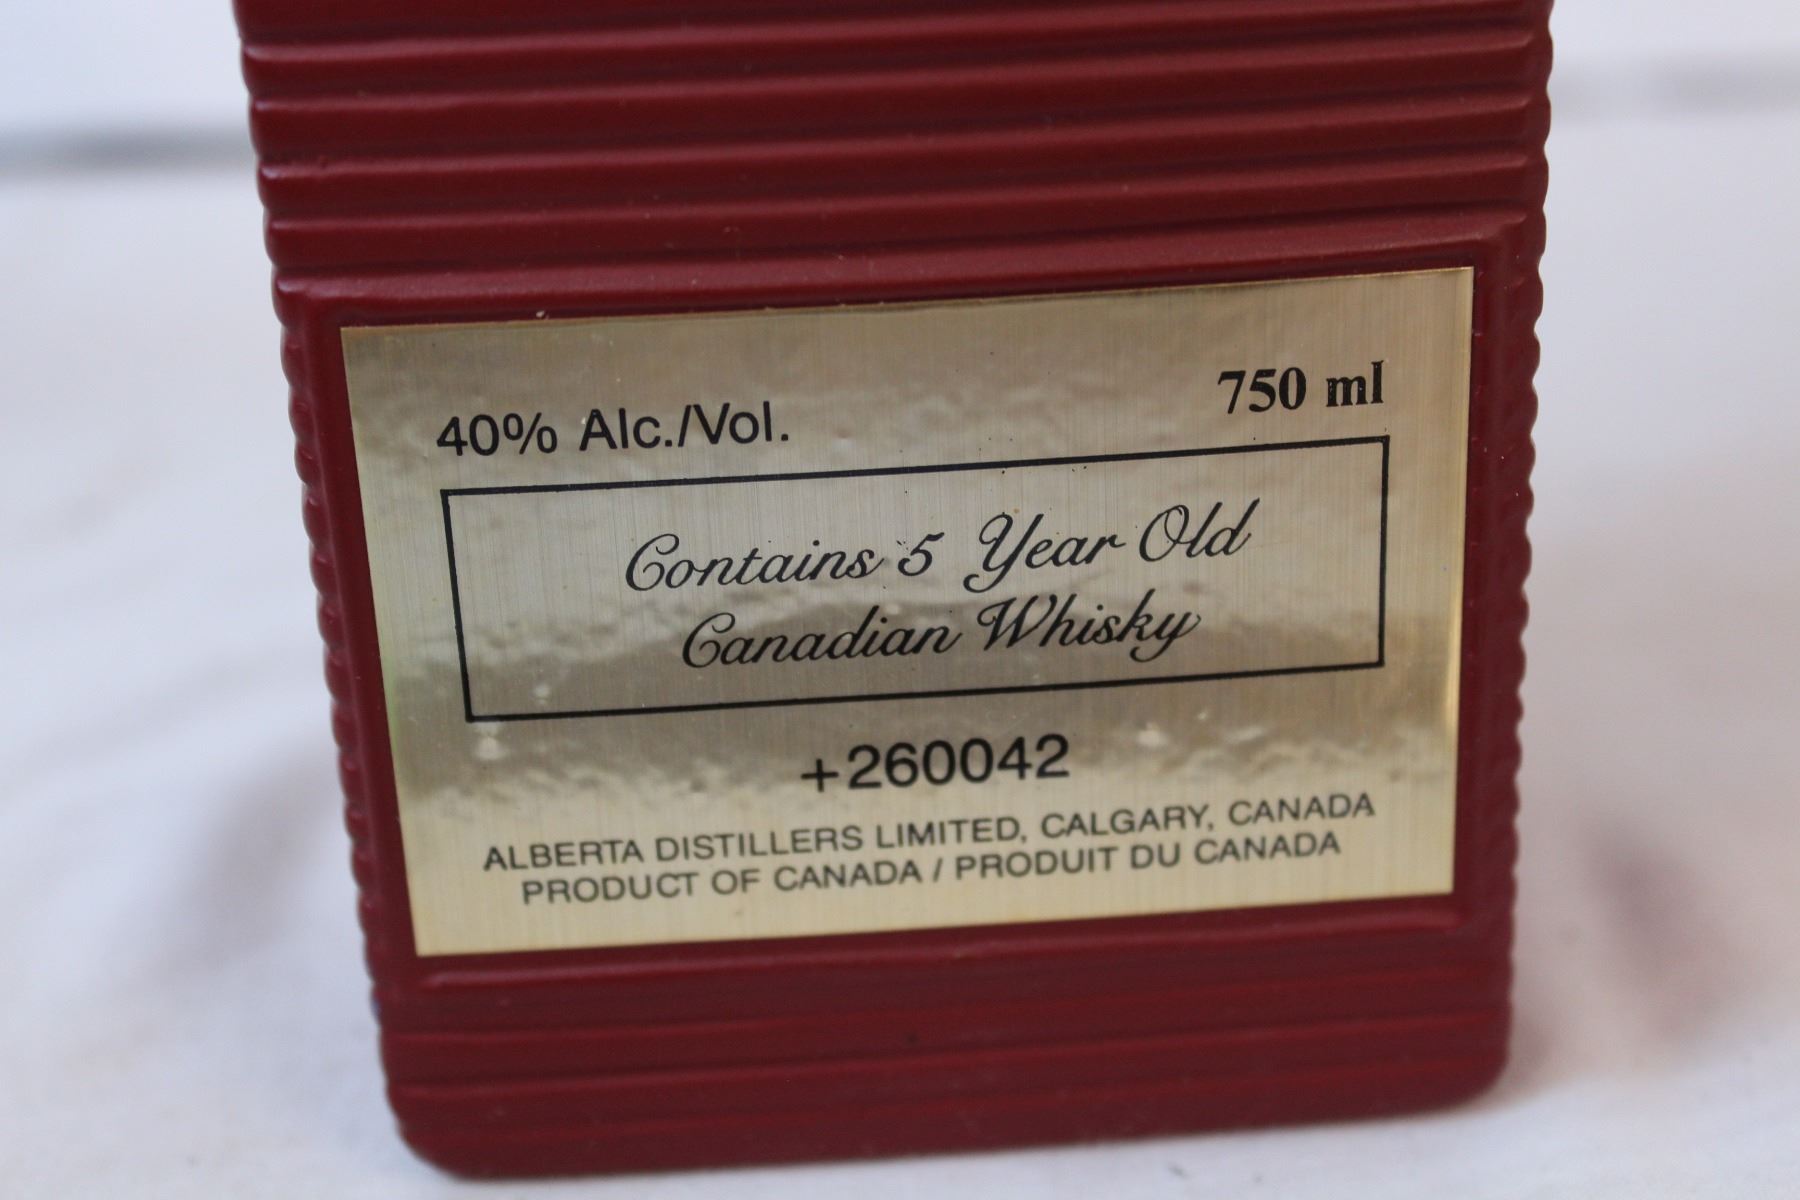 40% Alc./Vol.
750 ml
Contains 5 Year Old
Canadian Whisky
+260042
ALBERTA DISTILLERS LIMITED, CALGARY, CANADA
PRODUCT OF CANADA / PRODUIT DU CANADA